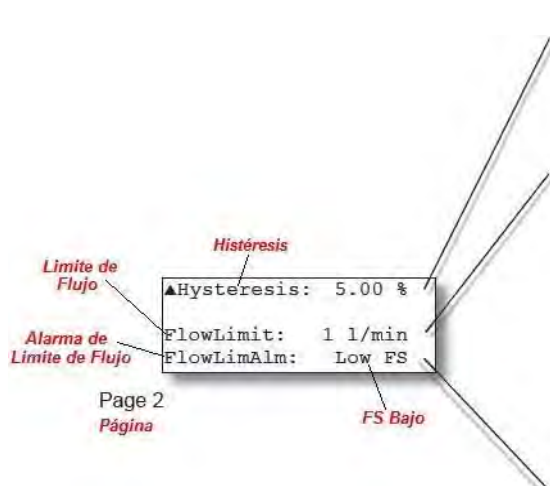 Histéresis
Limite de
Flujo
▲Hysteresis: 5.00 %
FlowLimit: 1 l/min
Alarma de
Limite de Flujo
FlowLimAlm: Low FS
Page 2
Página
FS Bajo